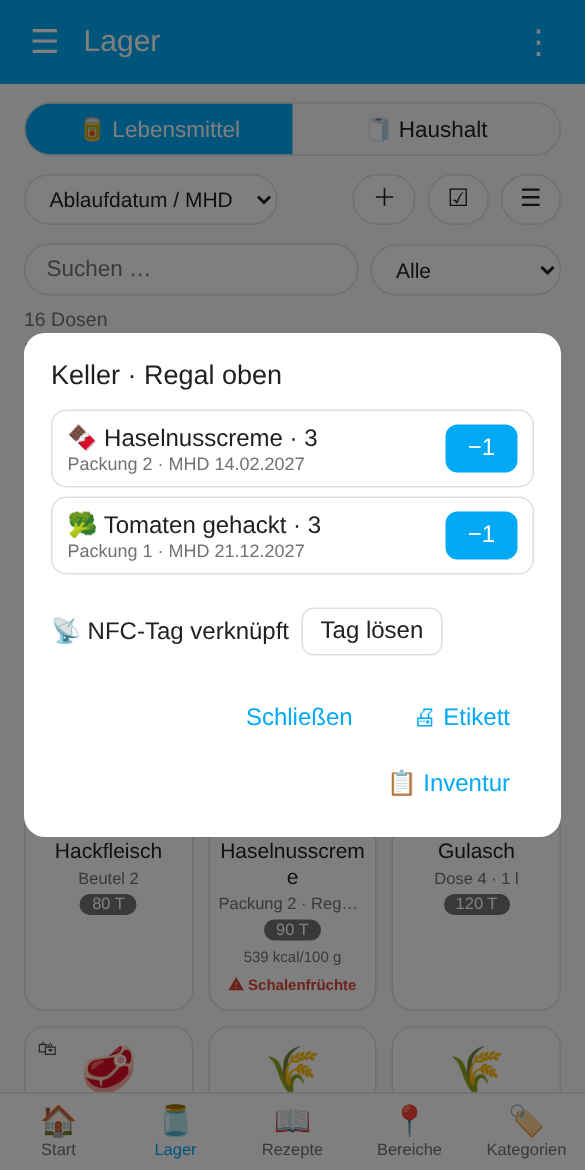 ☰ Lager ⋮
🥫 Lebensmittel 🧻 Haushalt
Ablaufdatum / MHD + ☑ ☰
Suchen … Alle
16 Dosen
Keller · Regal oben
🍫 Haselnusscreme · 3
Packung 2 · MHD 14.02.2027
−1
🥦 Tomaten gehackt · 3
Packung 1 · MHD 21.12.2027
−1
📡 NFC-Tag verknüpft Tag lösen
Schließen 🖨 Etikett
📋 Inventur
Hackfleisch
Beutel 2
80 T
Haselnusscrem
e
Packung 2 · Reg…
90 T
539 kcal/100 g
⚠ Schalenfrüchte
Gulasch
Dose 4 · 1 l
120 T
Start Lager Rezepte Bereiche Kategorien